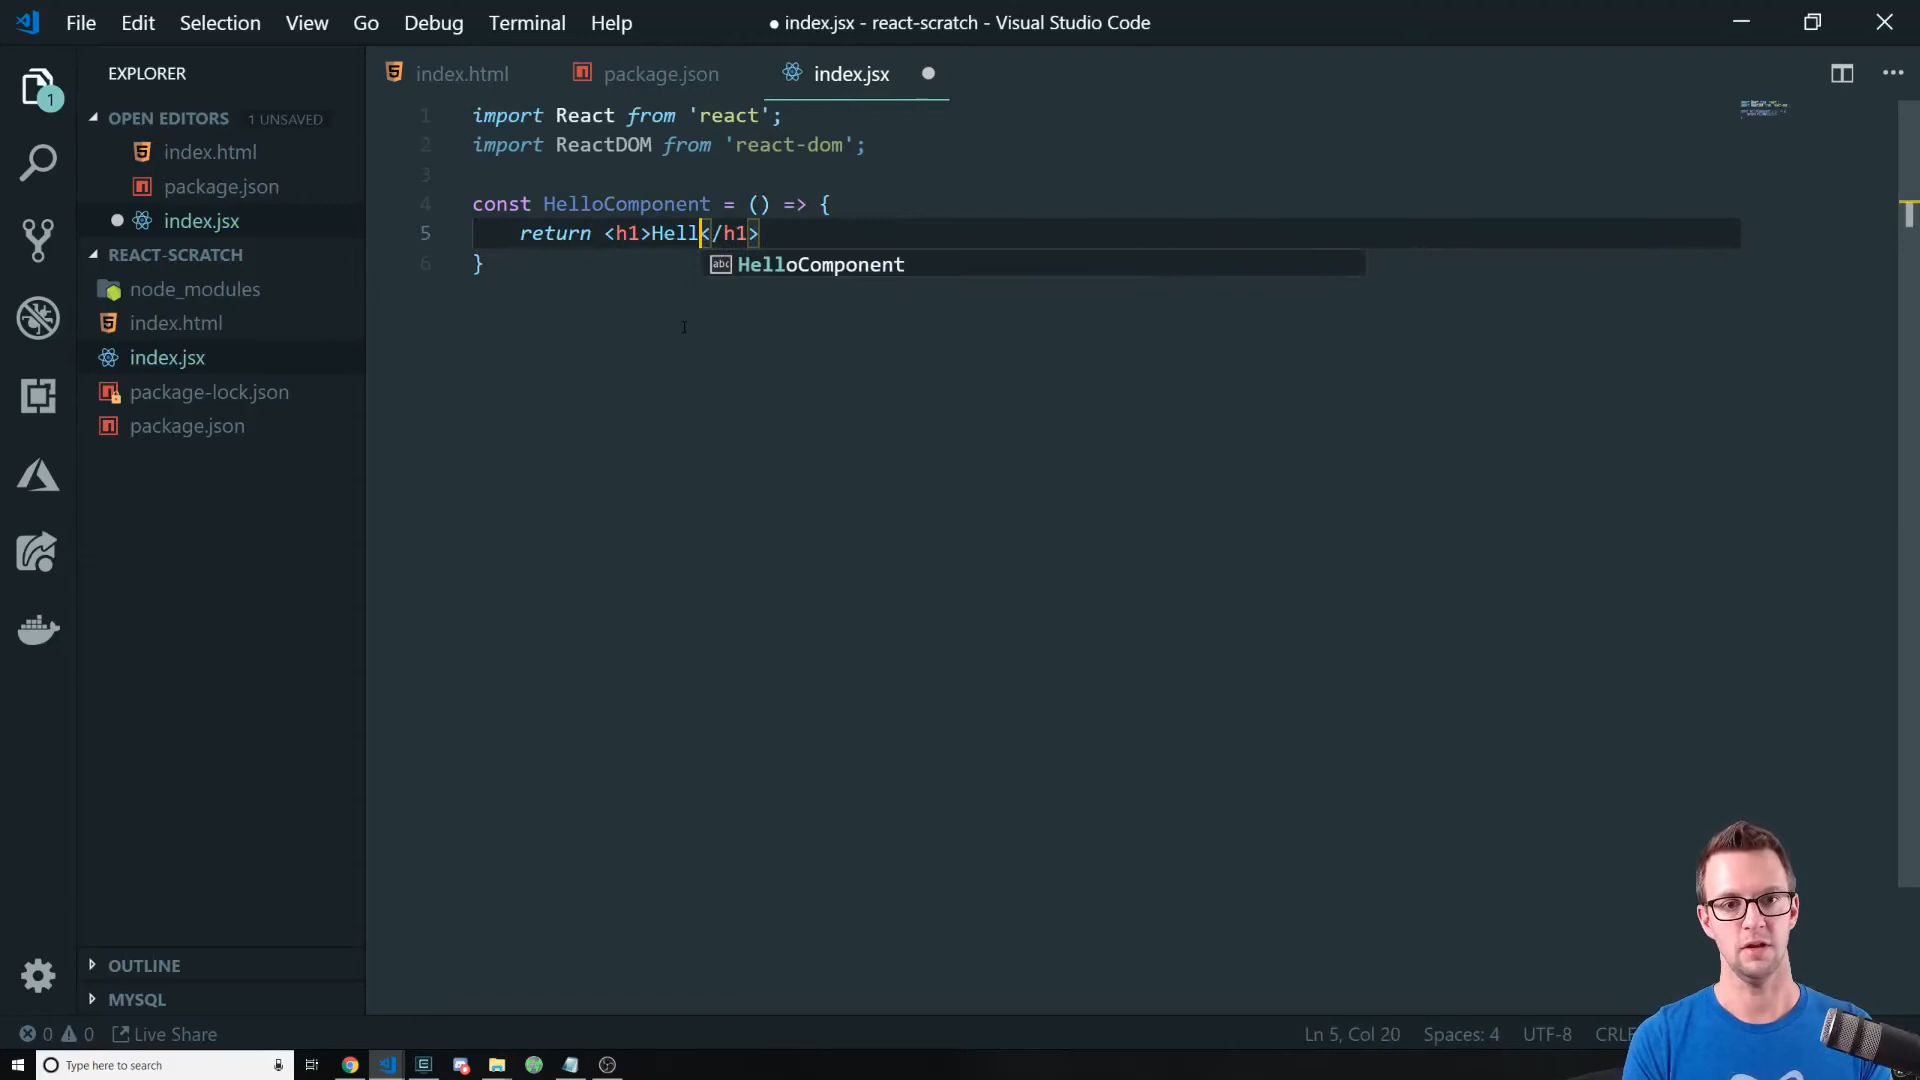 File Edit Selection View Go Debug Terminal Help
● index.jsx - react-scratch - Visual Studio Code
EXPLORER
index.html package.json index.jsx
OPEN EDITORS 1 UNSAVED
index.html
package.json
index.jsx
REACT-SCRATCH
node_modules
index.html
index.jsx
package-lock.json
package.json
OUTLINE
MYSQL
1
1 import React from 'react';
2 import ReactDOM from 'react-dom';
3
4 const HelloComponent = () => {
5 return <h1>Hell</h1>
abc HelloComponent
6 }
0 0 Live Share
Ln 5, Col 20 Spaces: 4 UTF-8 CRLF
Type here to search